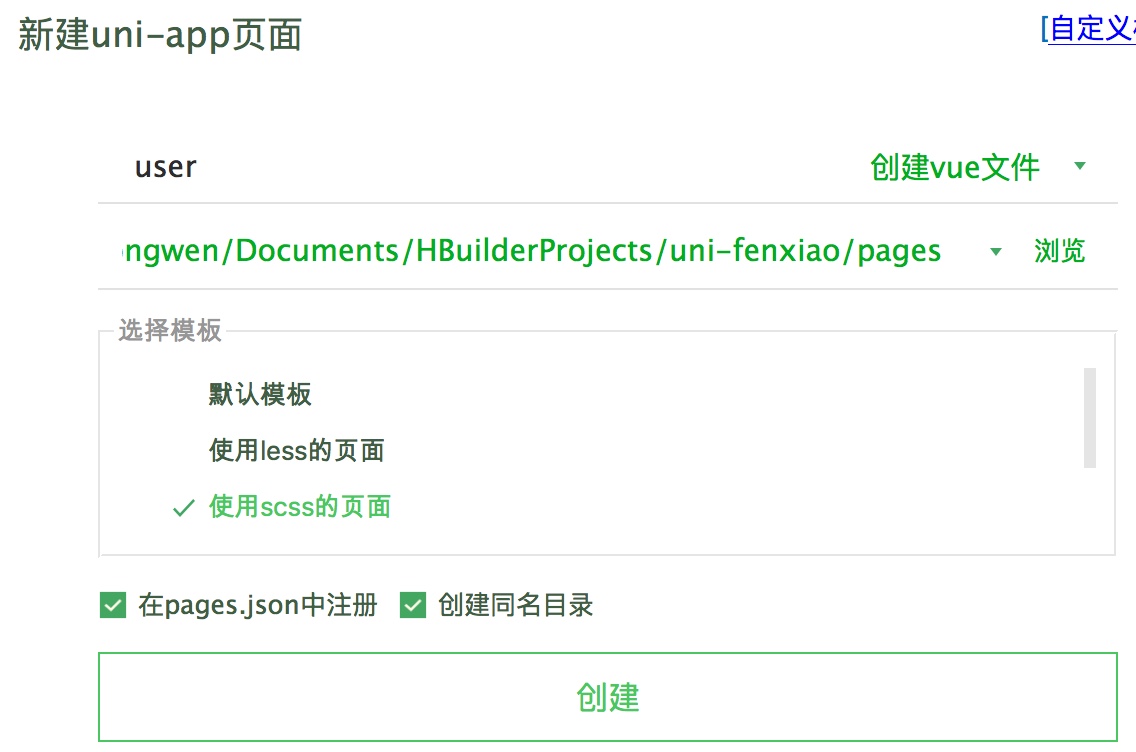 新建uni-app页面 [自定义
user 创建vue文件
ngwen/Documents/HBuilderProjects/uni-fenxiao/pages 浏览
选择模板
默认模板
使用less的页面
使用scss的页面
在pages.json中注册 创建同名目录
创建